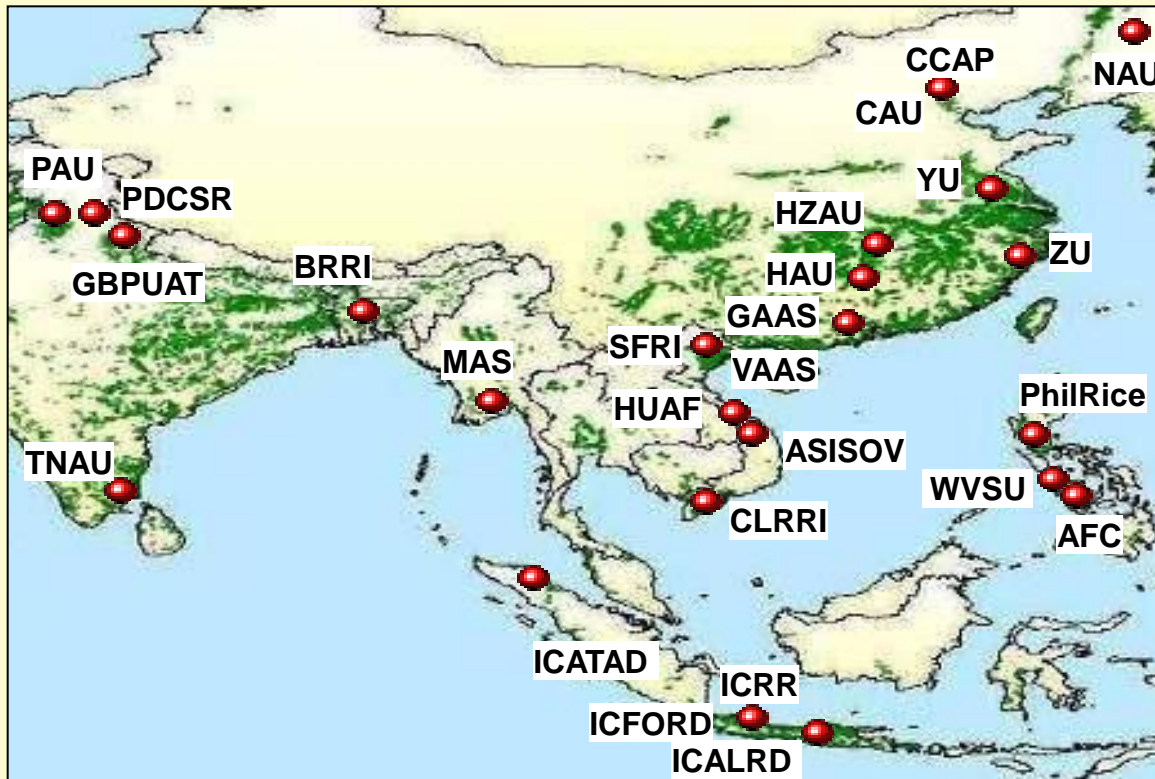 CCAP
NAU
CAU
PAU
YU
PDCSR
HZAU
ZU
BRRI
HAU
GBPUAT
GAAS
SFRI
MAS
VAAS
PhilRice
HUAF
ASISOV
TNAU
WVSU
CLRRI
AFC
ICATAD
ICRR
ICFORD
ICALRD